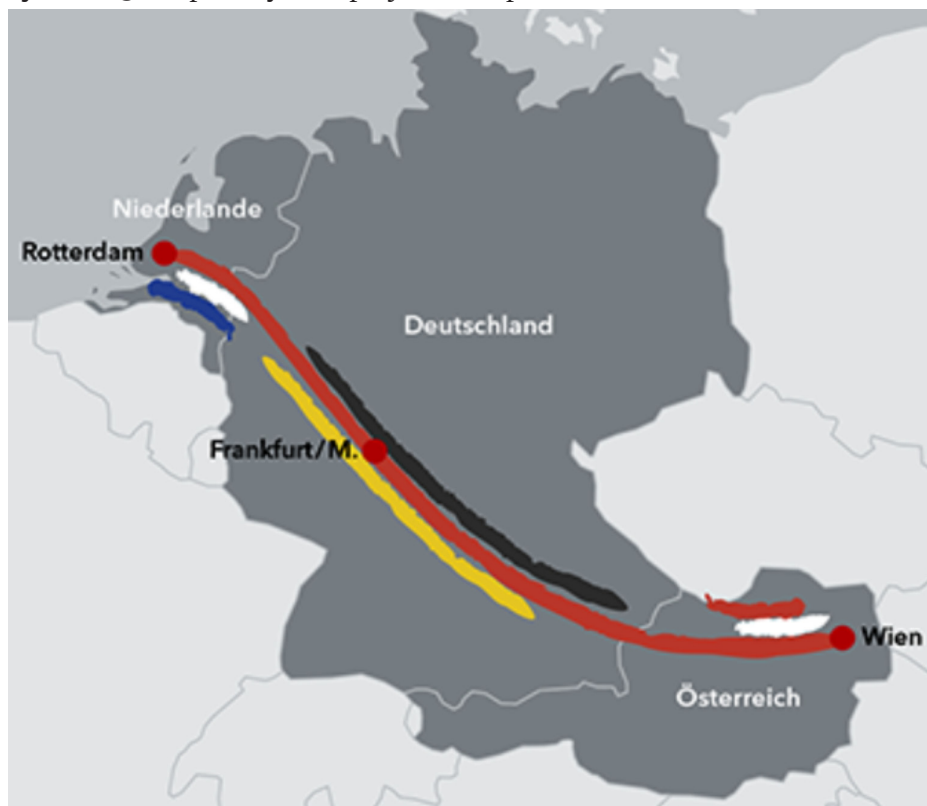 Niederlande
Rotterdam
Deutschland
Frankfurt/M.
Wien
Österreich